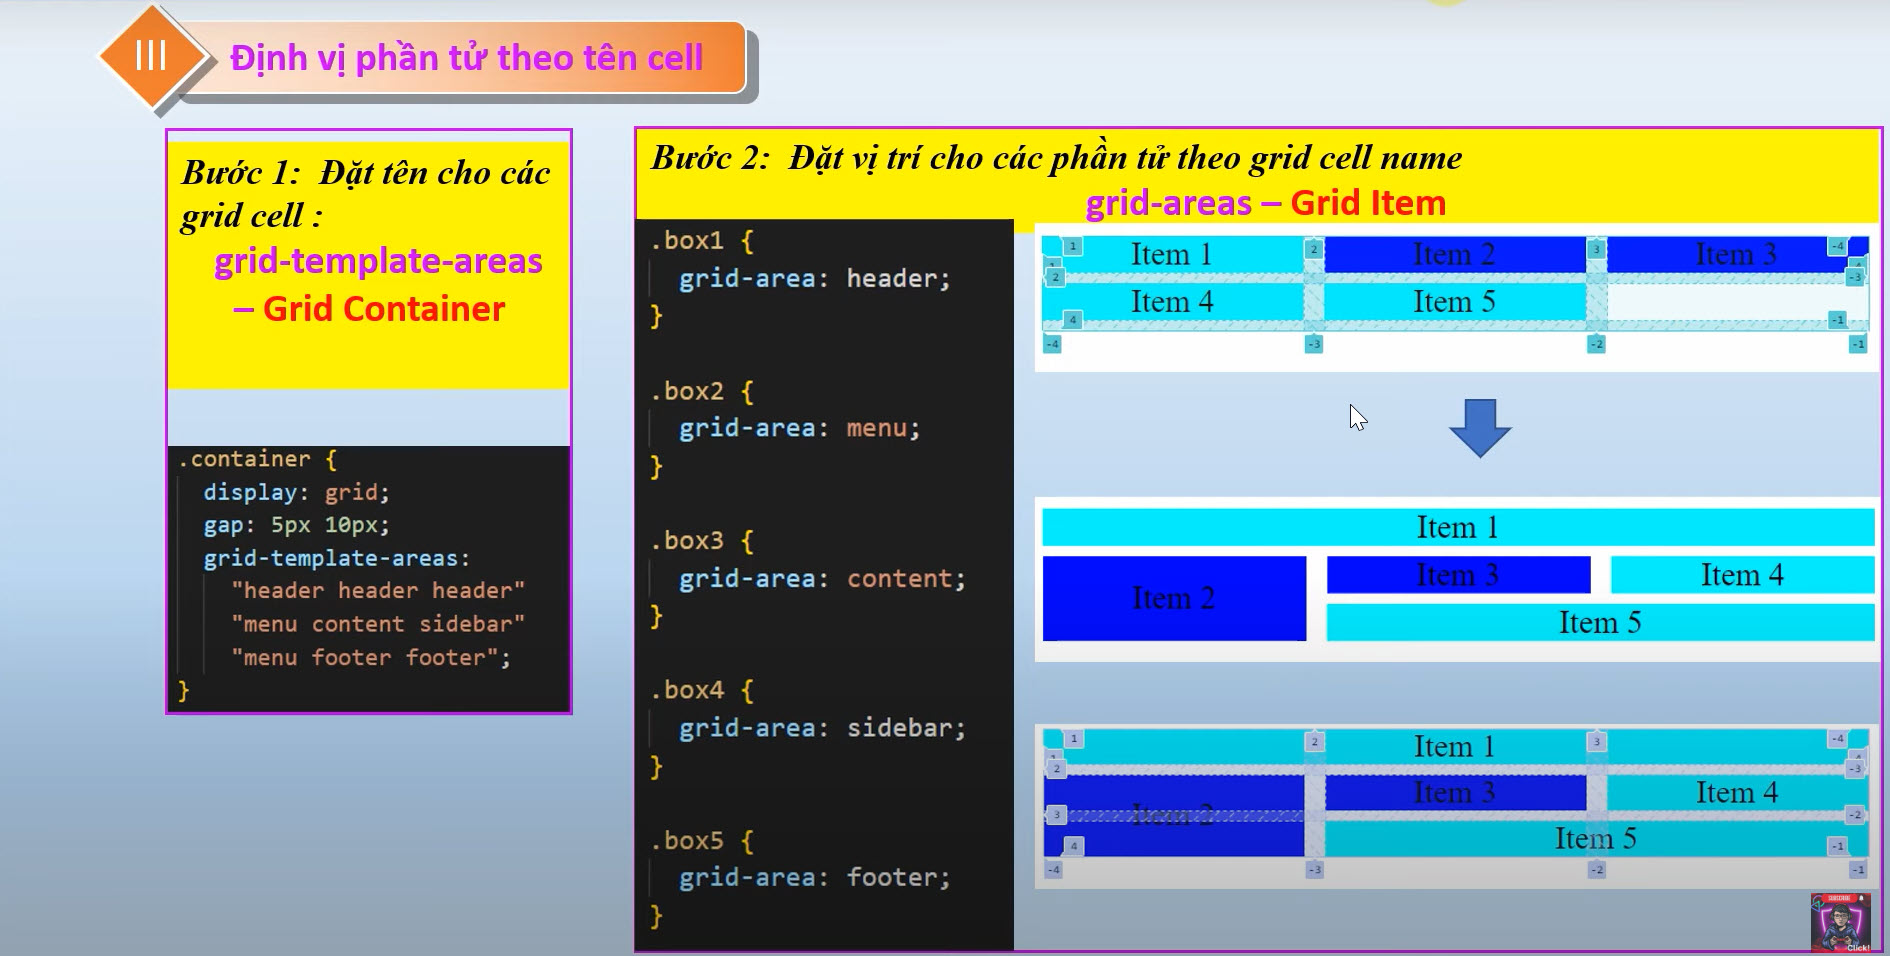 III
Định vị phần tử theo tên cell
Bước 1: Đặt tên cho các
grid cell :
grid-template-areas
– Grid Container
.container {
display: grid;
gap: 5px 10px;
grid-template-areas:
"header header header"
"menu content sidebar"
"menu footer footer";
}
Bước 2: Đặt vị trí cho các phần tử theo grid cell name
grid-areas – Grid Item
.box1 {
grid-area: header;
}
.box2 {
grid-area: menu;
}
.box3 {
grid-area: content;
}
.box4 {
grid-area: sidebar;
}
.box5 {
grid-area: footer;
}
1 Item 1 2 Item 2 3 Item 3 -4
2 -3
Item 4 Item 5
4 -1
-4 -3 -2 -1
Item 1
Item 2 Item 3 Item 4
Item 5
1 2 Item 1 3 -4
2 -3
Item 2 Item 3 Item 4
3 -2
4 Item 5 -1
-4 -3 -2 -1
SUBSCRIBE
Click!